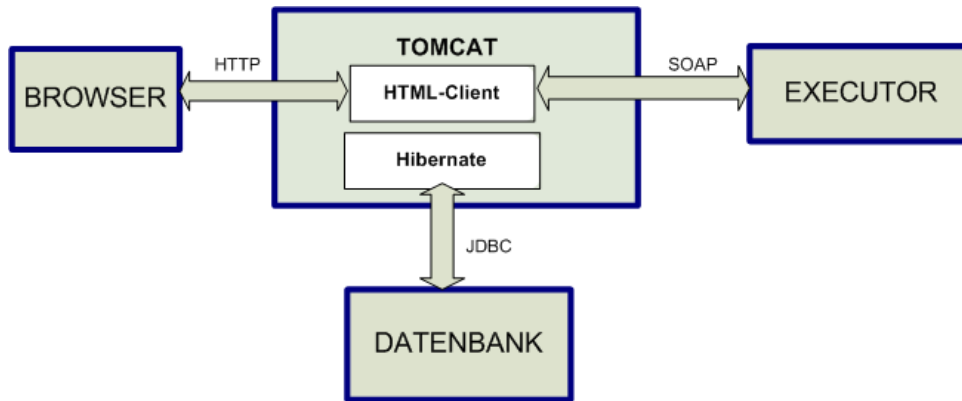 TOMCAT
HTTP
SOAP
BROWSER
HTML-Client
EXECUTOR
Hibernate
JDBC
DATENBANK